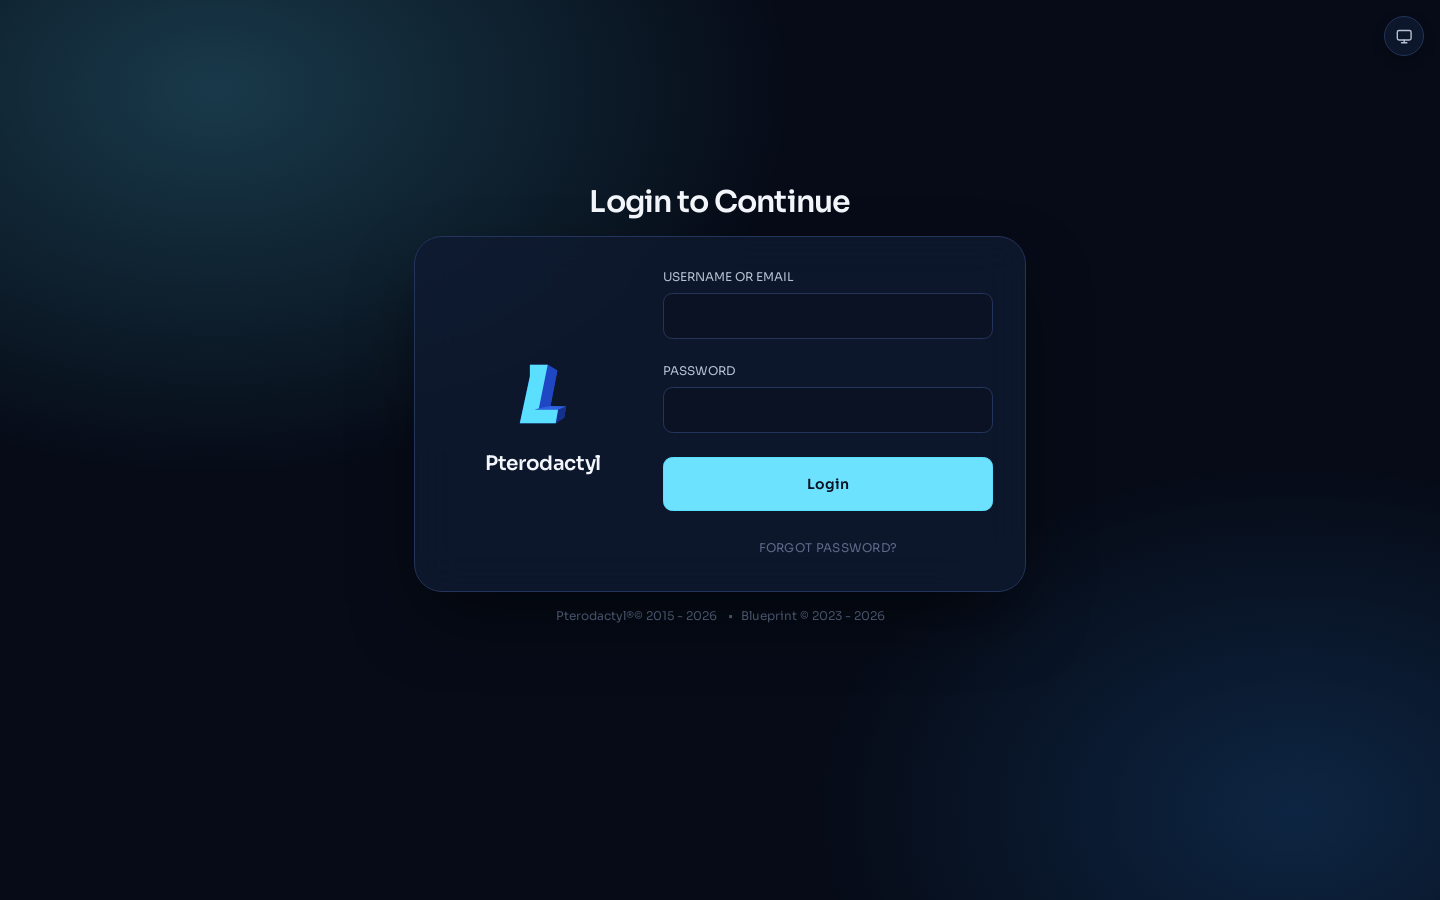 Login to Continue
USERNAME OR EMAIL
PASSWORD
Pterodactyl
Login
FORGOT PASSWORD?
Pterodactyl®© 2015 - 2026 • Blueprint © 2023 - 2026